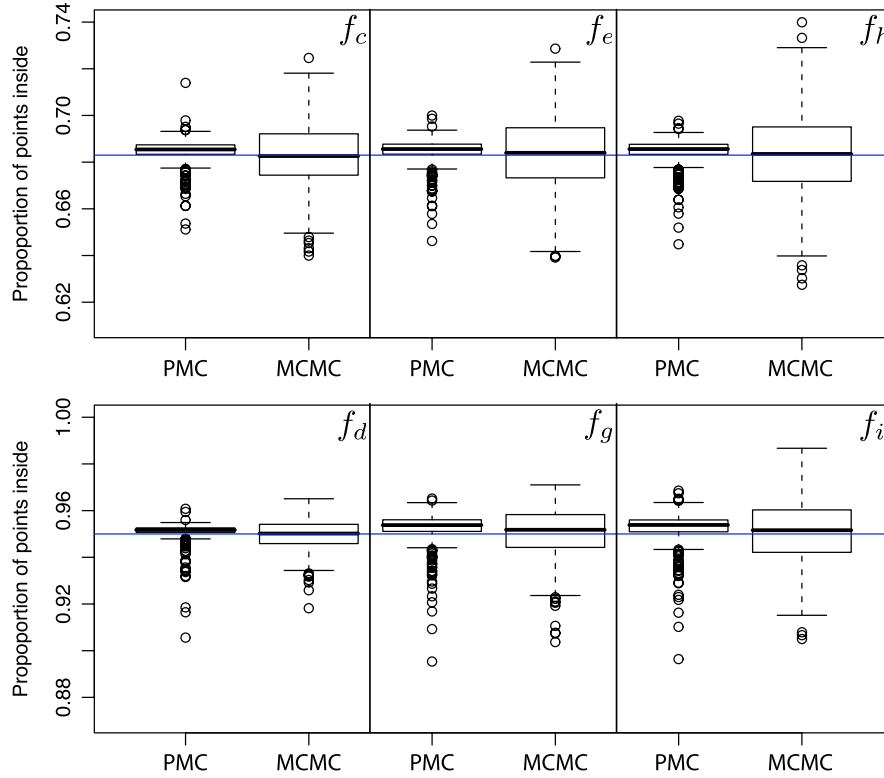 0.74
0.70
0.66
0.62
Propoportion of points inside
f_c
f_e
f_h
PMC MCMC PMC MCMC PMC MCMC
1.00
0.96
0.92
0.88
Propoportion of points inside
f_d
f_g
f_i
PMC MCMC PMC MCMC PMC MCMC